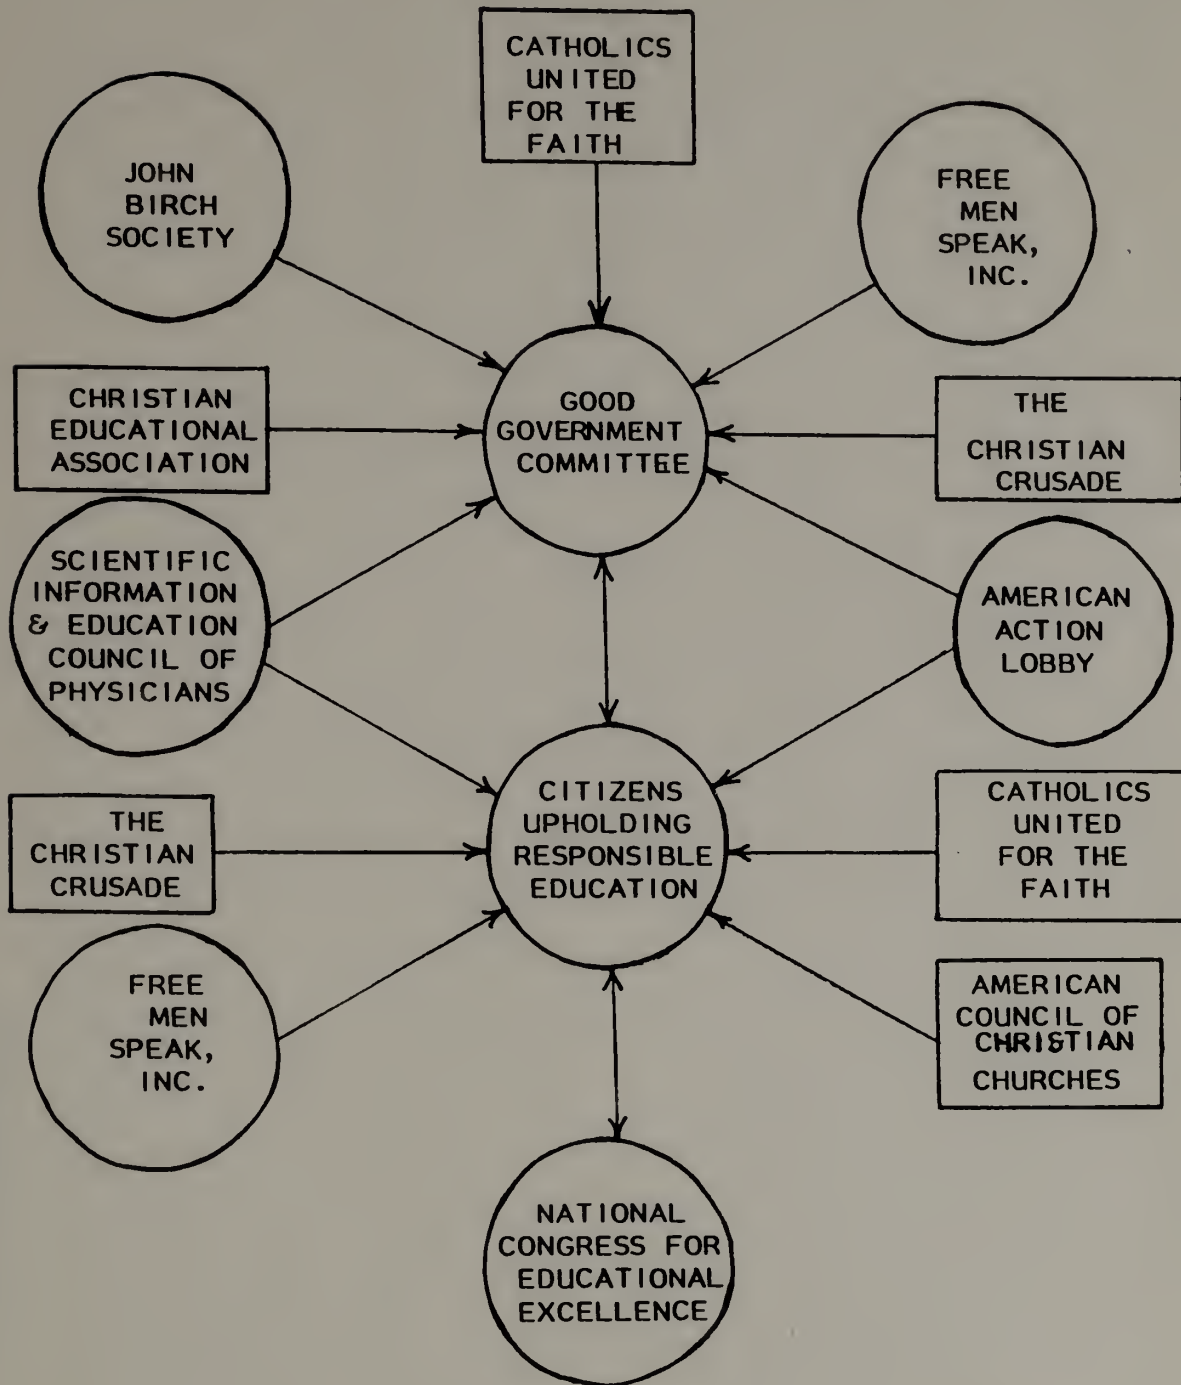 CATHOLICS
UNITED
FOR THE
FAITH
JOHN
BIRCH
SOCIETY
FREE
MEN
SPEAK,
INC.
CHRISTIAN
EDUCATIONAL
ASSOCIATION
GOOD
GOVERNMENT
COMMITTEE
THE
CHRISTIAN
CRUSADE
SCIENTIFIC
INFORMATION
& EDUCATION
COUNCIL OF
PHYSICIANS
AMERICAN
ACTION
LOBBY
THE
CHRISTIAN
CRUSADE
CITIZENS
UPHOLDING
RESPONSIBLE
EDUCATION
CATHOLICS
UNITED
FOR THE
FAITH
FREE
MEN
SPEAK,
INC.
AMERICAN
COUNCIL OF
CHRISTIAN
CHURCHES
NATIONAL
CONGRESS FOR
EDUCATIONAL
EXCELLENCE